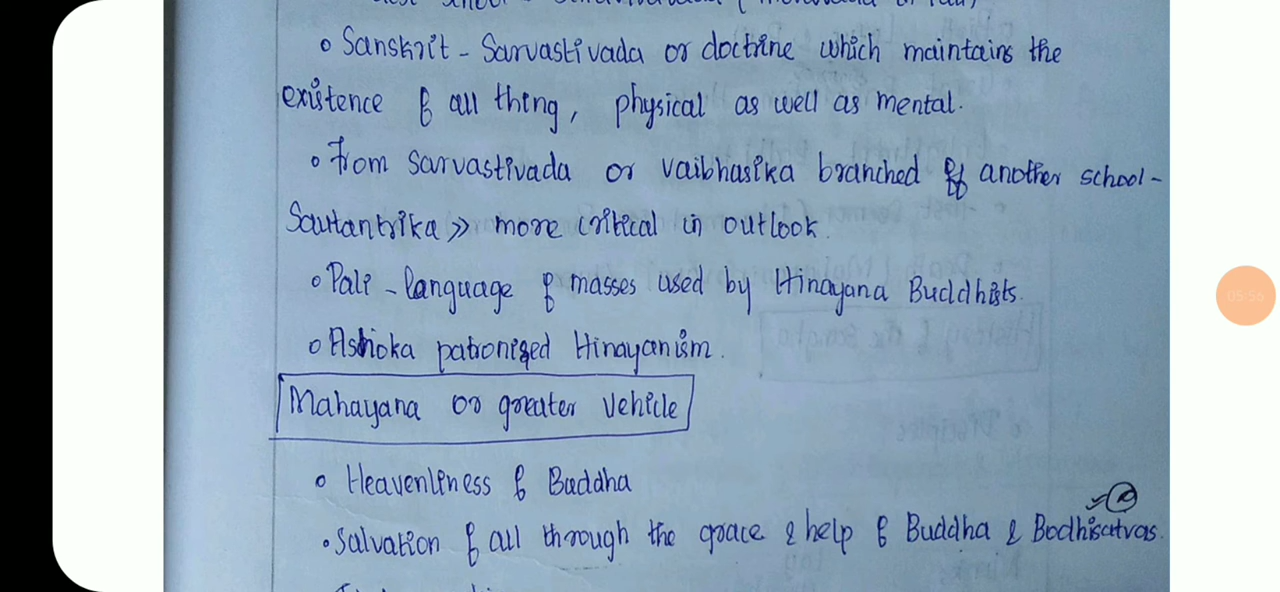 • Sanskrit - Sarvastivada or doctrine which maintains the
existence of all thing, physical as well as mental.
• from Sarvastivada or vaibhasika branched off another school -
Sautantrika >> more critical in outlook.
• Pali - Language of masses used by Hinayana Buddhists.
• Ashoka patronised Hinayanism.
Mahayana or greater vehicle
• Heavenliness of Buddha
• Salvation of all through the grace & help of Buddha & Bodhisatvas.
05:56